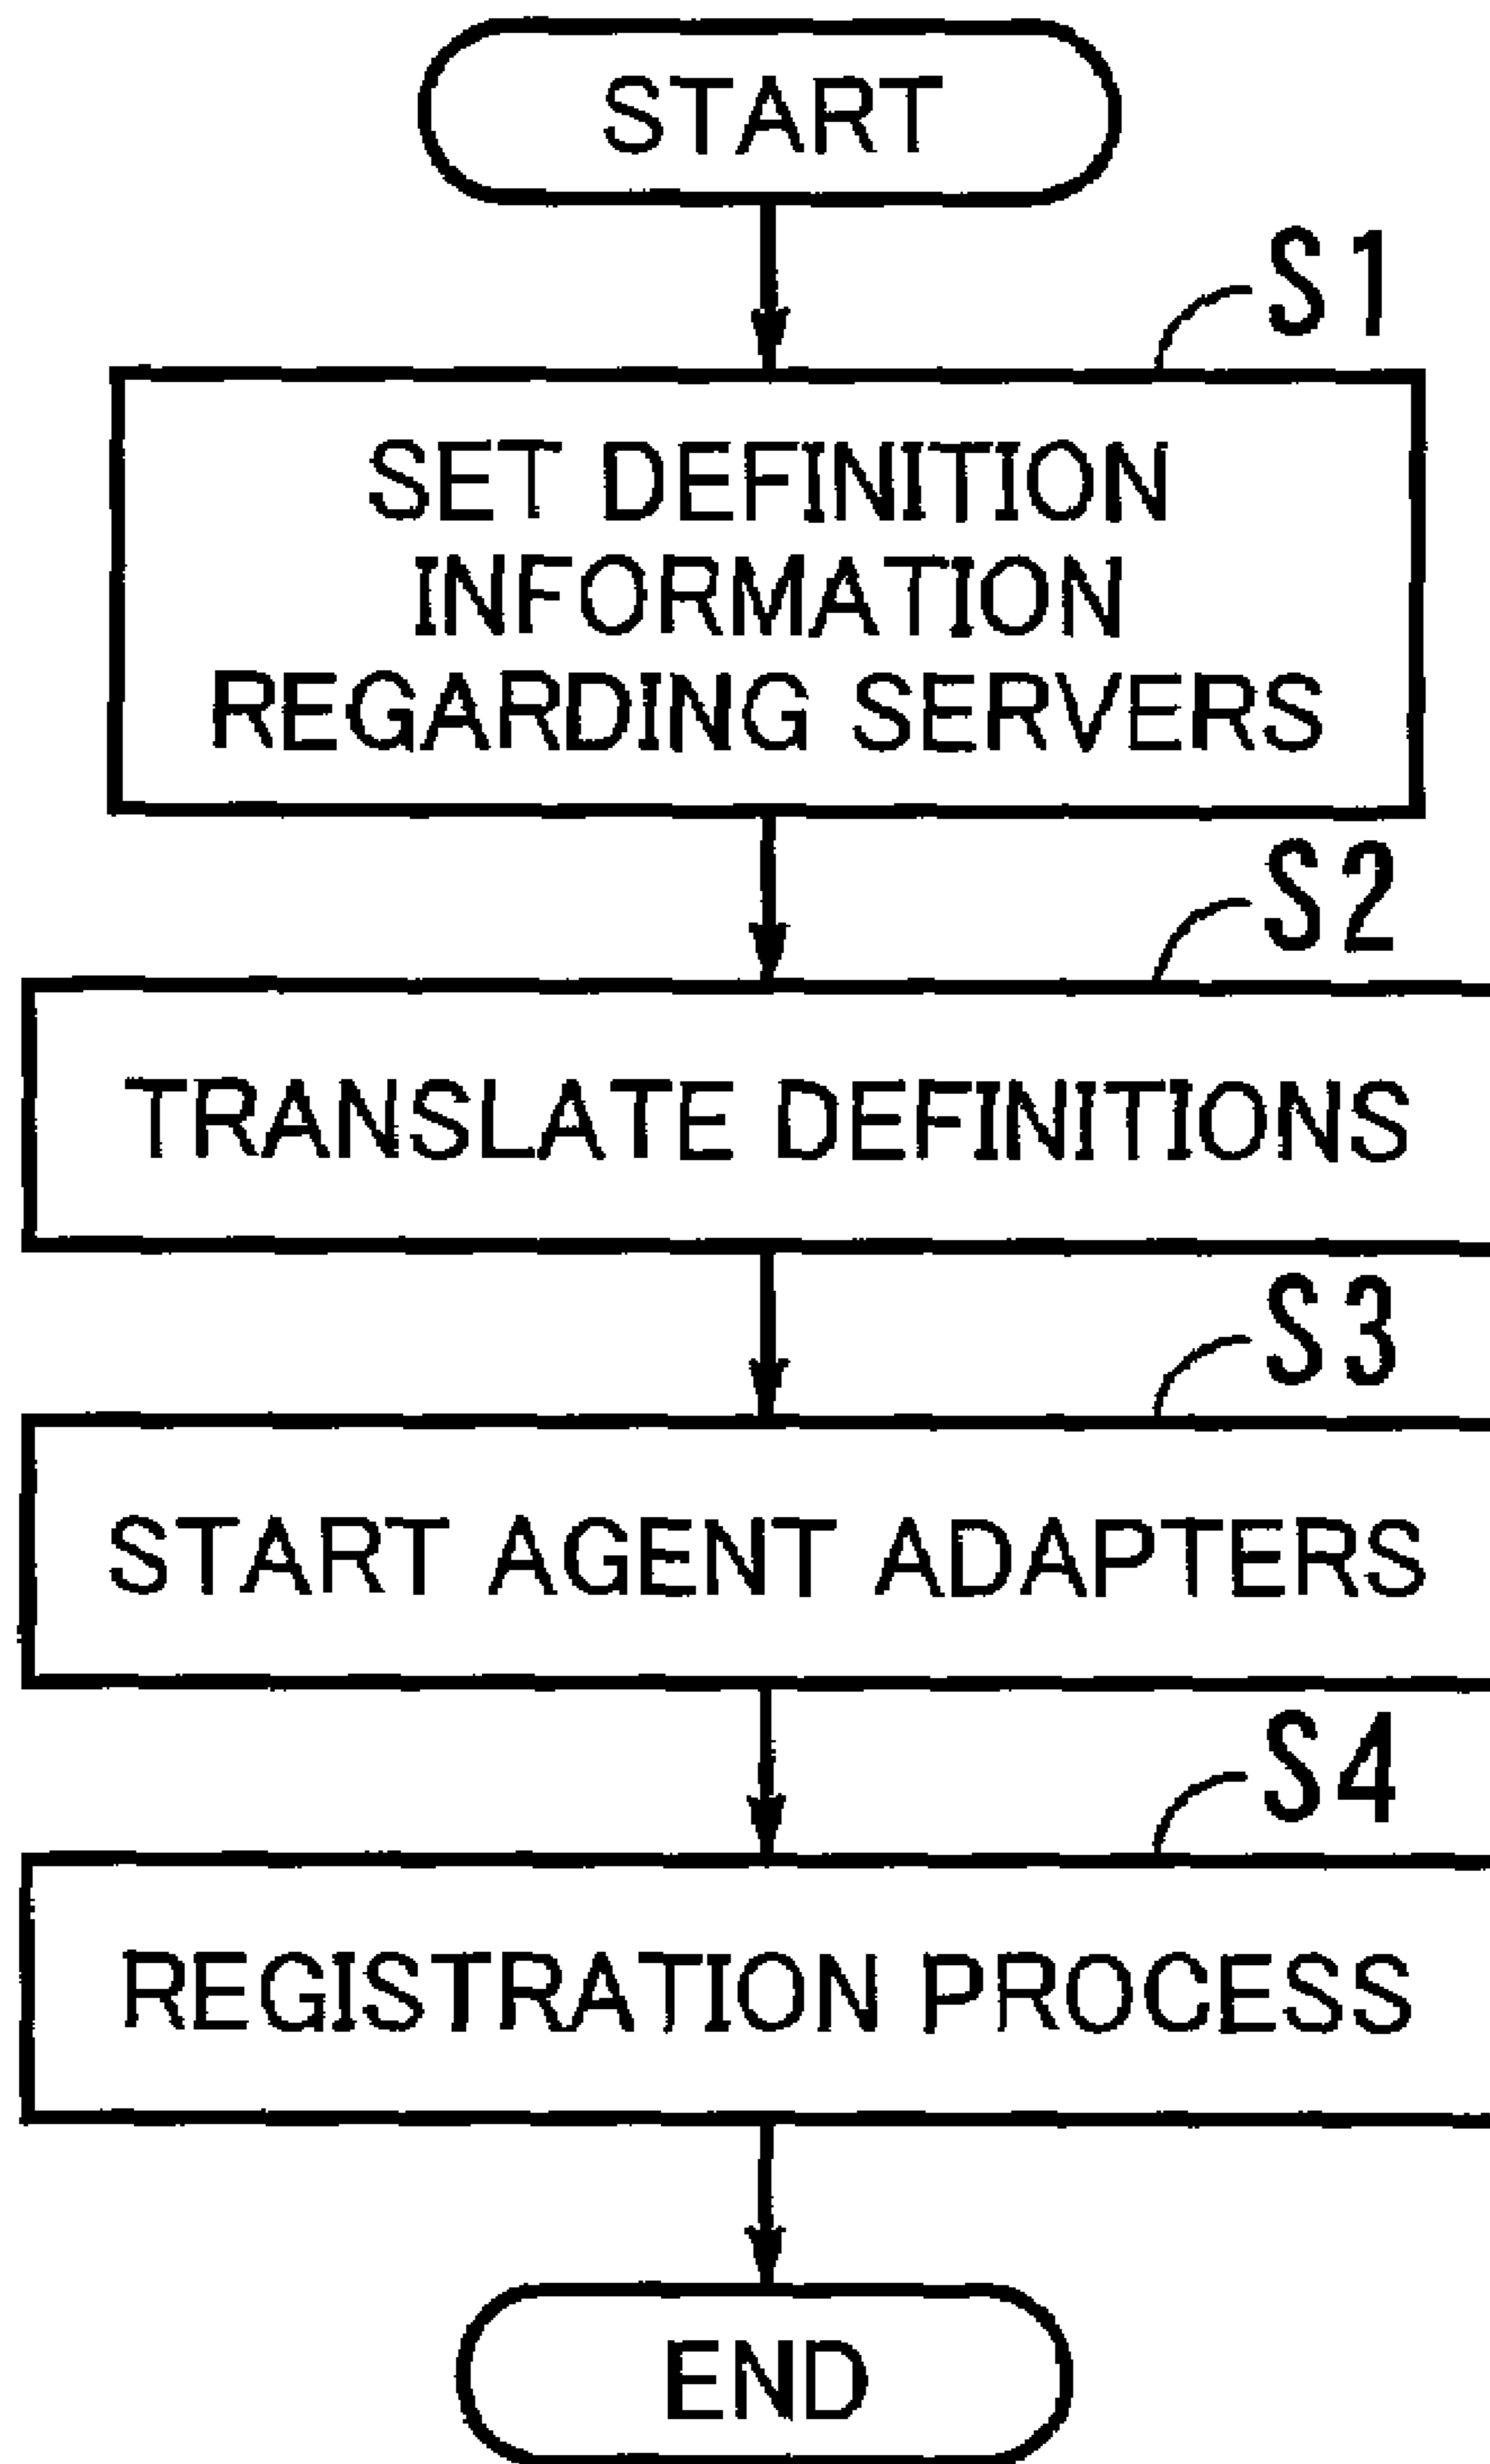 START
S1
SET DEFINITION
INFORMATION
REGARDING SERVERS
S2
TRANSLATE DEFINITIONS
S3
START AGENT ADAPTERS
S4
REGISTRATION PROCESS
END